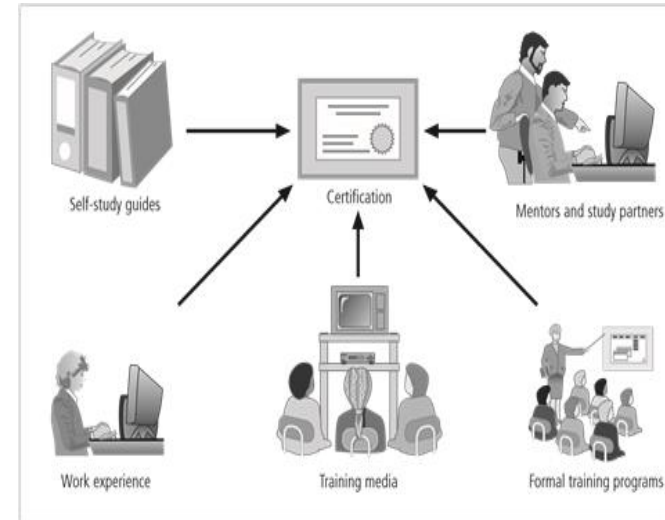 Self-study guides
Certification
Mentors and study partners
Work experience
Training media
Formal training programs